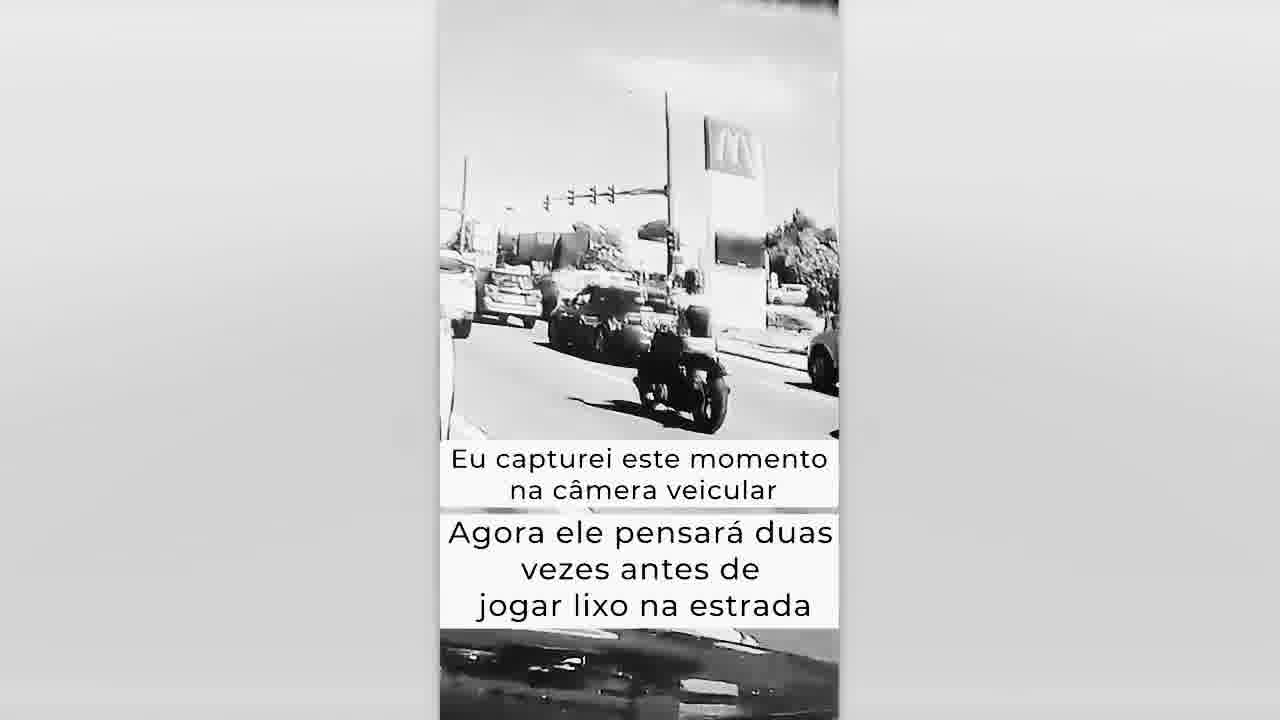 Eu capturei este momento
na câmera veicular
Agora ele pensará duas
vezes antes de
jogar lixo na estrada